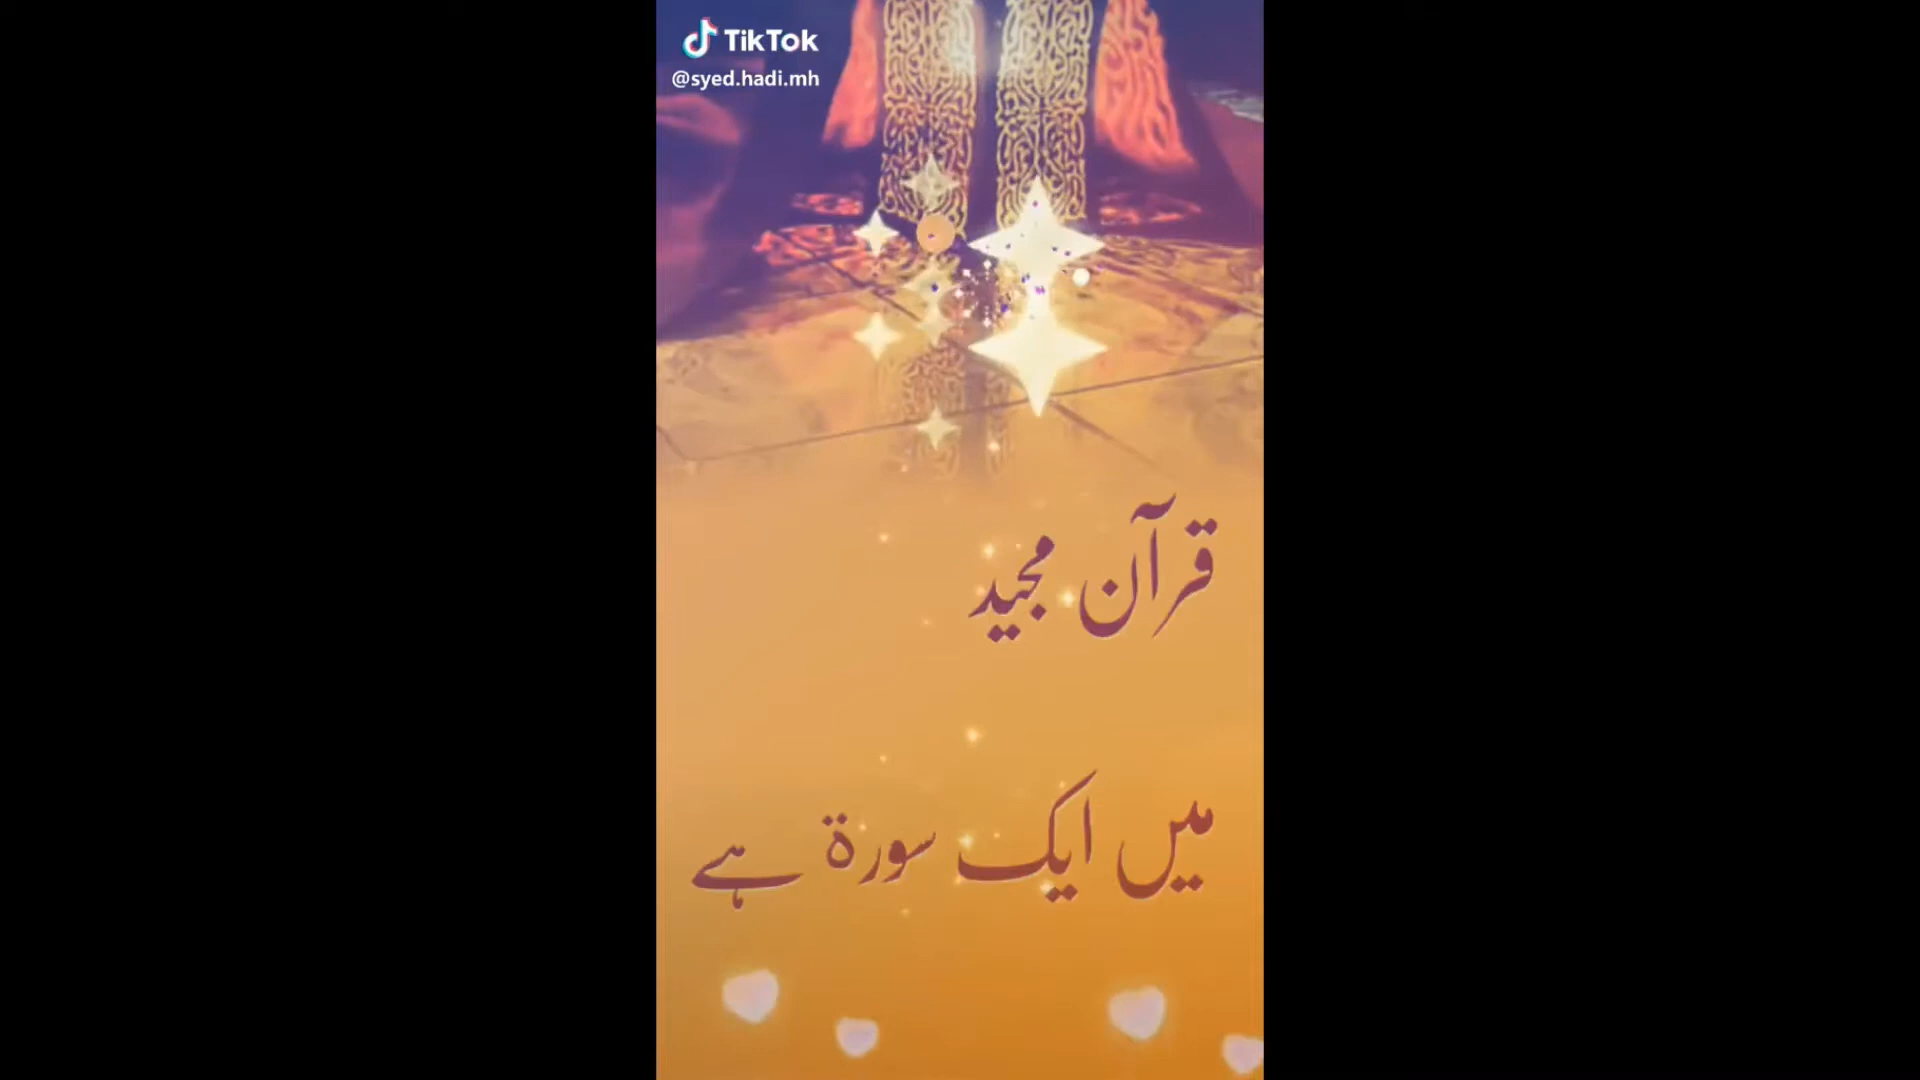 TikTok
@syed.hadi.mh
قرآن مجید
میں ایک سورۃ ہے